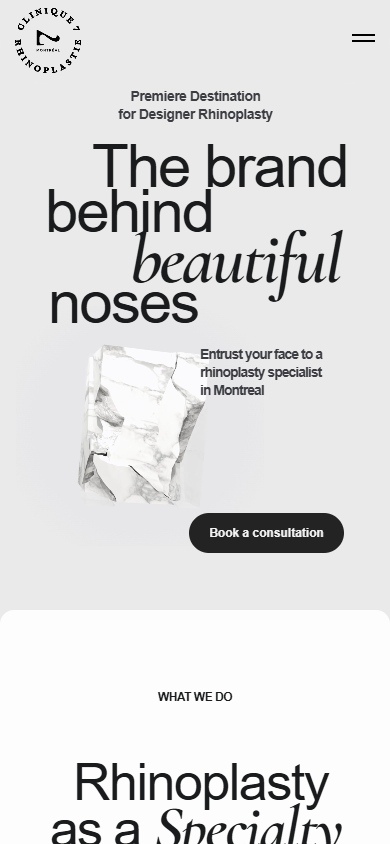 CLINIQUE 7
MONTRÉAL
RHINOPLASTIE
Premiere Destination
for Designer Rhinoplasty
The brand
behind
beautiful
noses
Entrust your face to a
rhinoplasty specialist
in Montreal
Book a consultation
WHAT WE DO
Rhinoplasty
as a Specialty